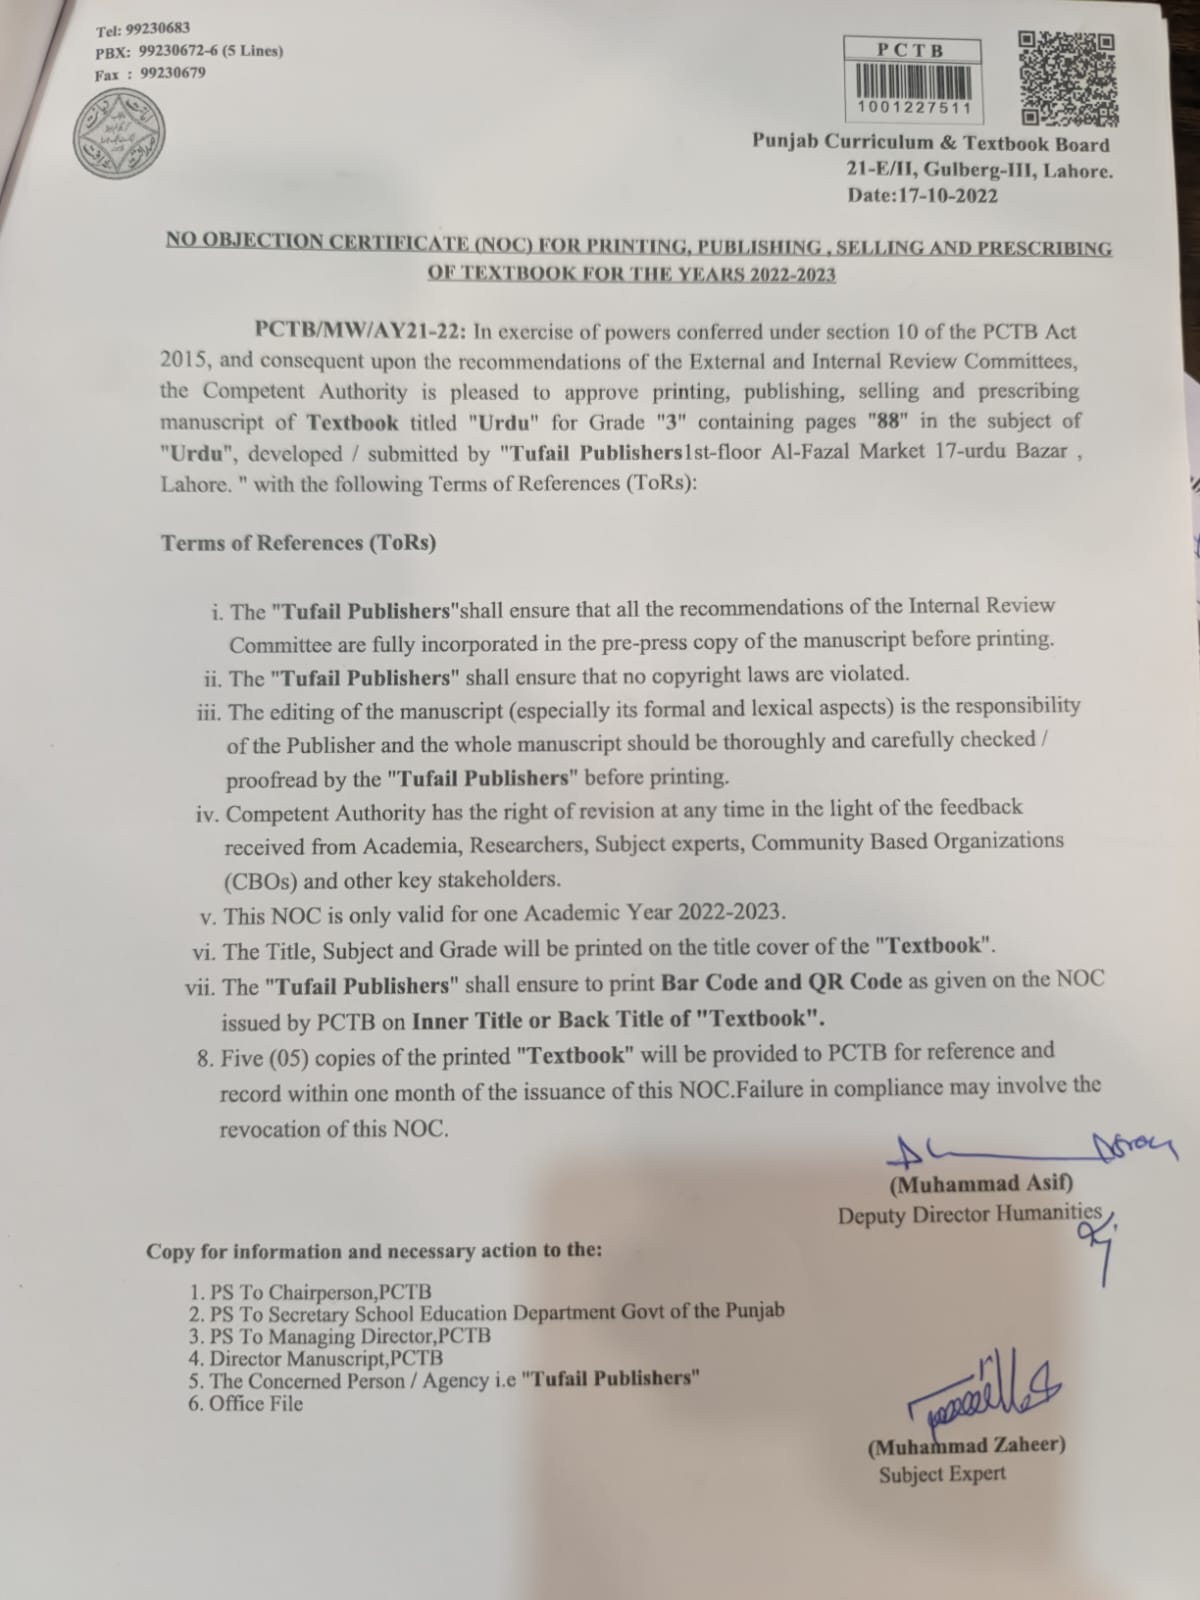 Tel: 99230683
PBX: 99230672-6 (5 Lines)
Fax : 99230679
PCTB
1001227511
Punjab Curriculum & Textbook Board
21-E/II, Gulberg-III, Lahore.
Date:17-10-2022
NO OBJECTION CERTIFICATE (NOC) FOR PRINTING, PUBLISHING , SELLING AND PRESCRIBING
OF TEXTBOOK FOR THE YEARS 2022-2023
PCTB/MW/AY21-22: In exercise of powers conferred under section 10 of the PCTB Act
2015, and consequent upon the recommendations of the External and Internal Review Committees,
the Competent Authority is pleased to approve printing, publishing, selling and prescribing
manuscript of Textbook titled "Urdu" for Grade "3" containing pages "88" in the subject of
"Urdu", developed / submitted by "Tufail Publishers1st-floor Al-Fazal Market 17-urdu Bazar ,
Lahore. " with the following Terms of References (ToRs):
Terms of References (ToRs)
i. The "Tufail Publishers"shall ensure that all the recommendations of the Internal Review
Committee are fully incorporated in the pre-press copy of the manuscript before printing.
ii. The "Tufail Publishers" shall ensure that no copyright laws are violated.
iii. The editing of the manuscript (especially its formal and lexical aspects) is the responsibility
of the Publisher and the whole manuscript should be thoroughly and carefully checked /
proofread by the "Tufail Publishers" before printing.
iv. Competent Authority has the right of revision at any time in the light of the feedback
received from Academia, Researchers, Subject experts, Community Based Organizations
(CBOs) and other key stakeholders.
v. This NOC is only valid for one Academic Year 2022-2023.
vi. The Title, Subject and Grade will be printed on the title cover of the "Textbook".
vii. The "Tufail Publishers" shall ensure to print Bar Code and QR Code as given on the NOC
issued by PCTB on Inner Title or Back Title of "Textbook".
8. Five (05) copies of the printed "Textbook" will be provided to PCTB for reference and
record within one month of the issuance of this NOC.Failure in compliance may involve the
revocation of this NOC.
(Muhammad Asif)
Deputy Director Humanities
Copy for information and necessary action to the:
1. PS To Chairperson,PCTB
2. PS To Secretary School Education Department Govt of the Punjab
3. PS To Managing Director,PCTB
4. Director Manuscript,PCTB
5. The Concerned Person / Agency i.e "Tufail Publishers"
6. Office File
(Muhammad Zaheer)
Subject Expert